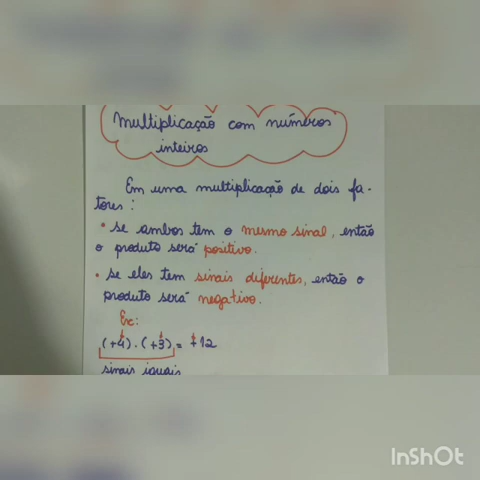 Multiplicação com números
inteiros
Em uma multiplicação de dois fa-
tores:
• se ambos tem o mesmo sinal, então
o produto será positivo.
• se eles tem sinais diferentes, então o
produto será negativo.
Ex:
(+4).(+3) = +12
sinais iguais
InShOt